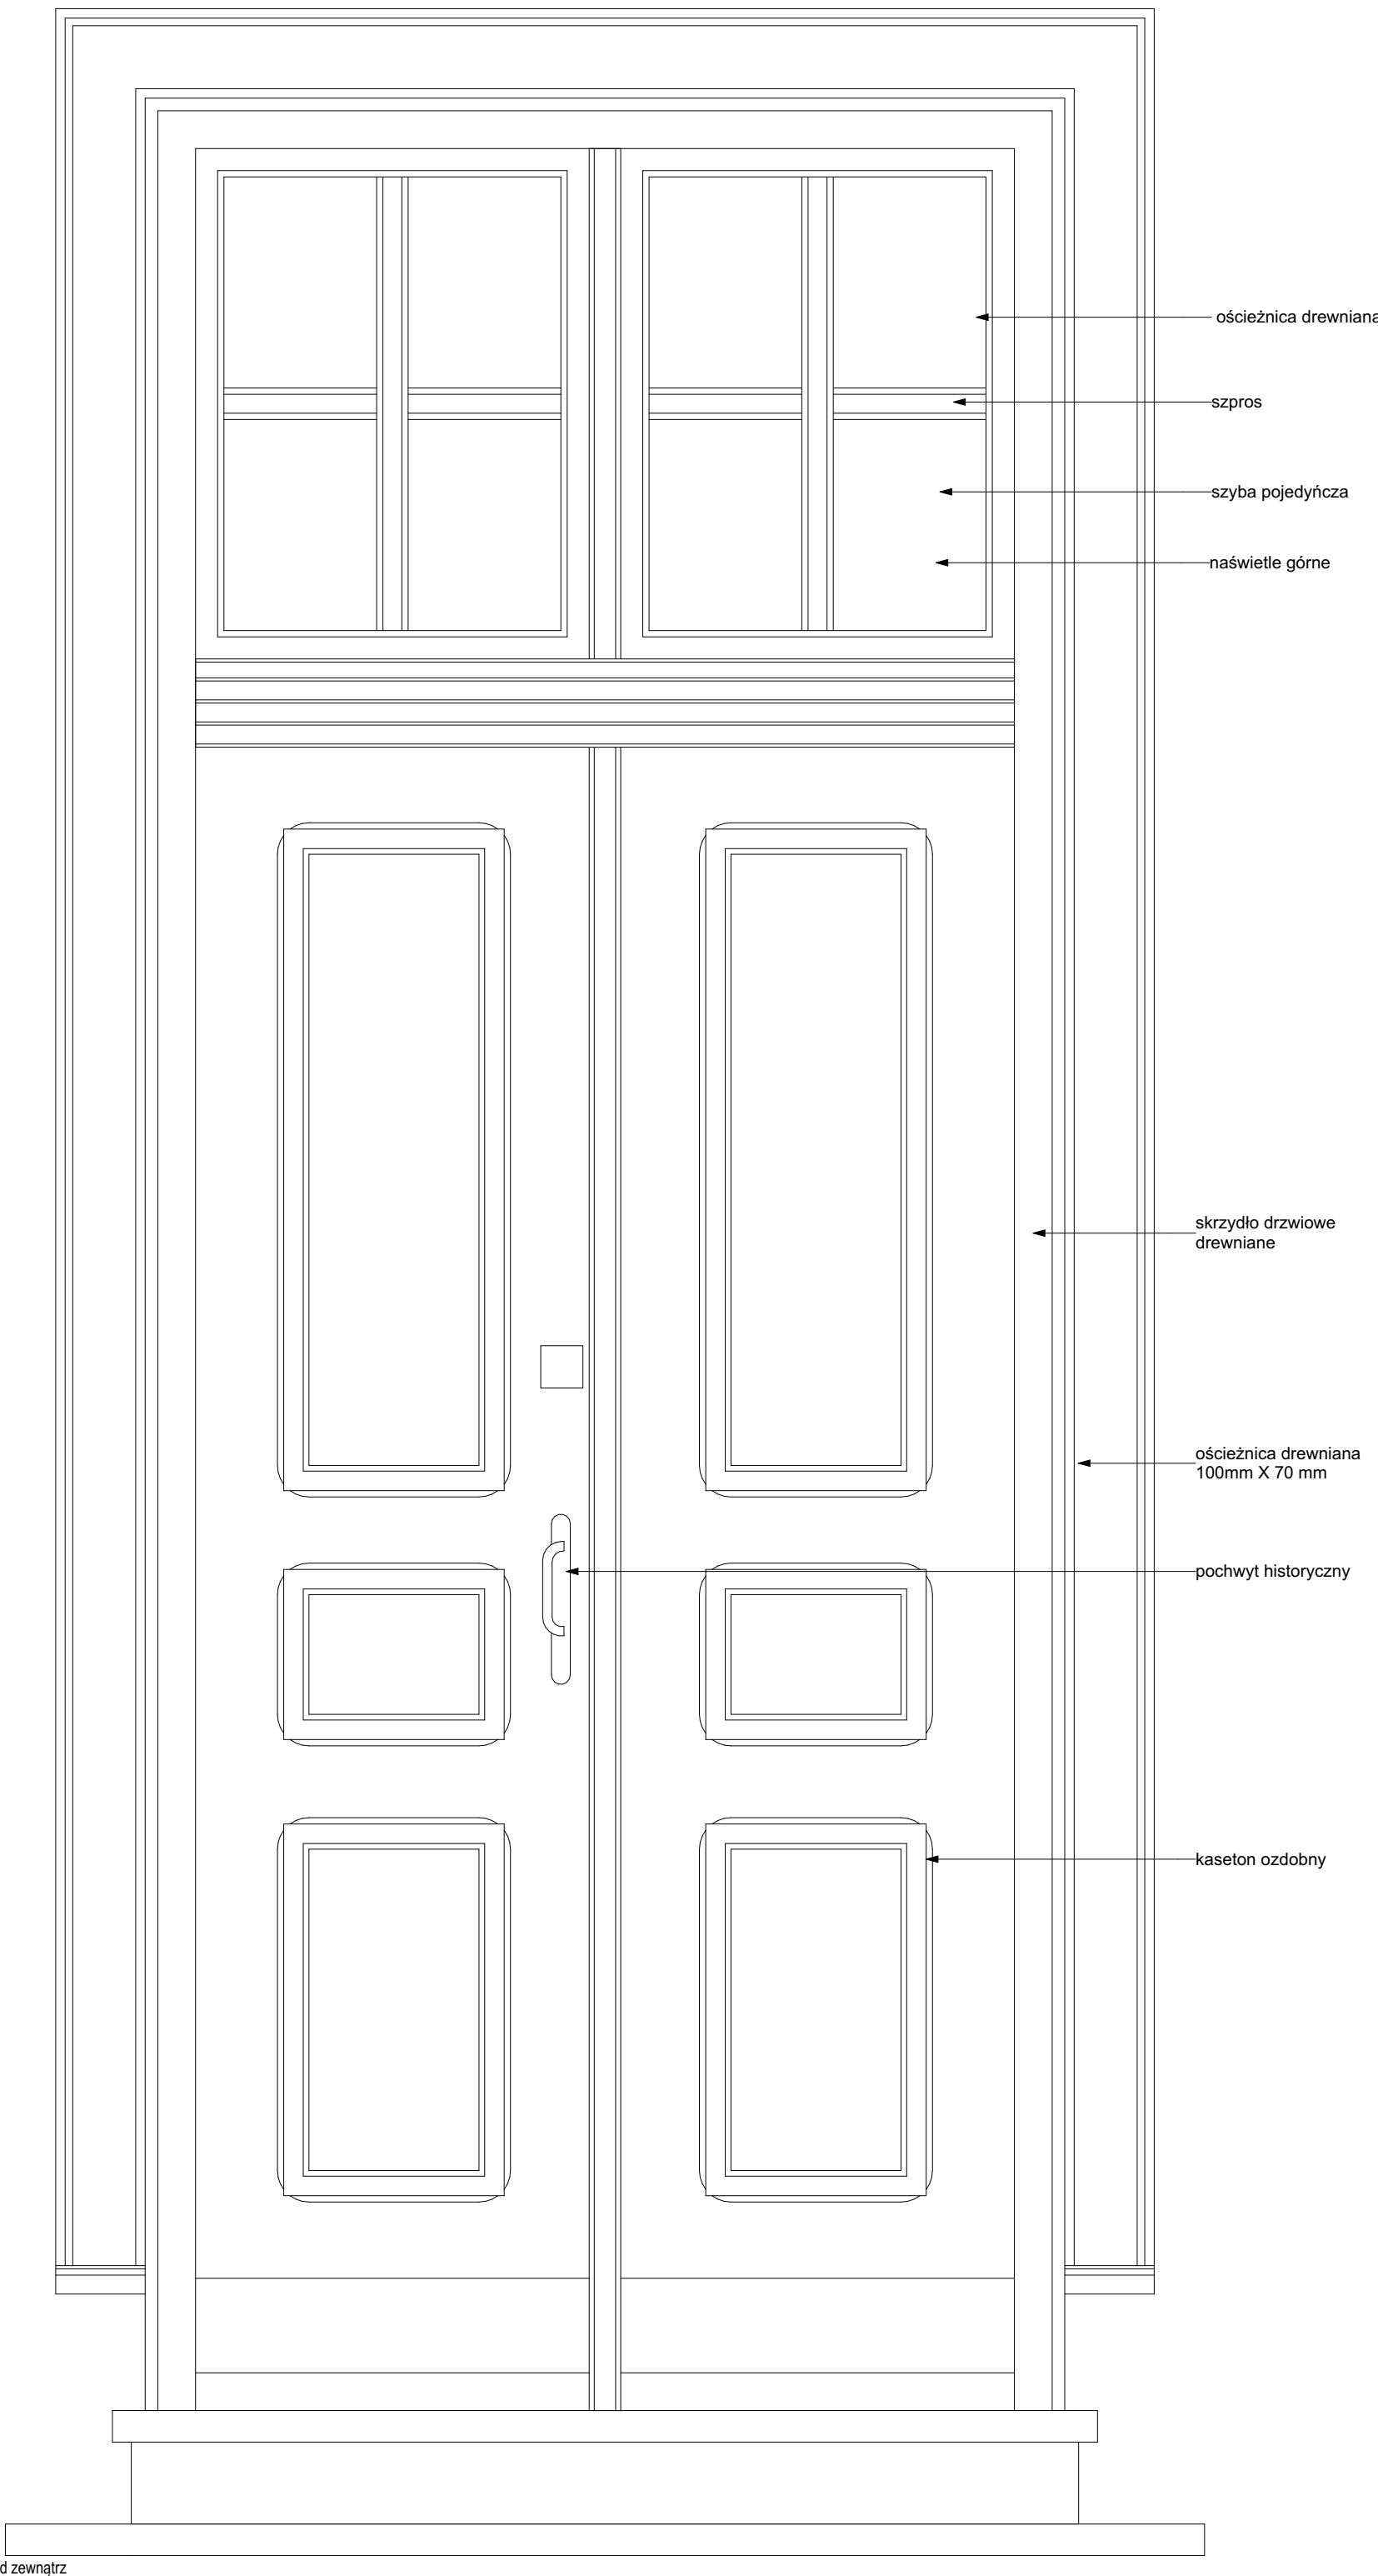 ościeżnica drewniana
szpros
szyba pojedyńcza
naświetle górne
skrzydło drzwiowe
drewniane
ościeżnica drewniana
100mm X 70 mm
pochwyt historyczny
kaseton ozdobny
d zewnątrz